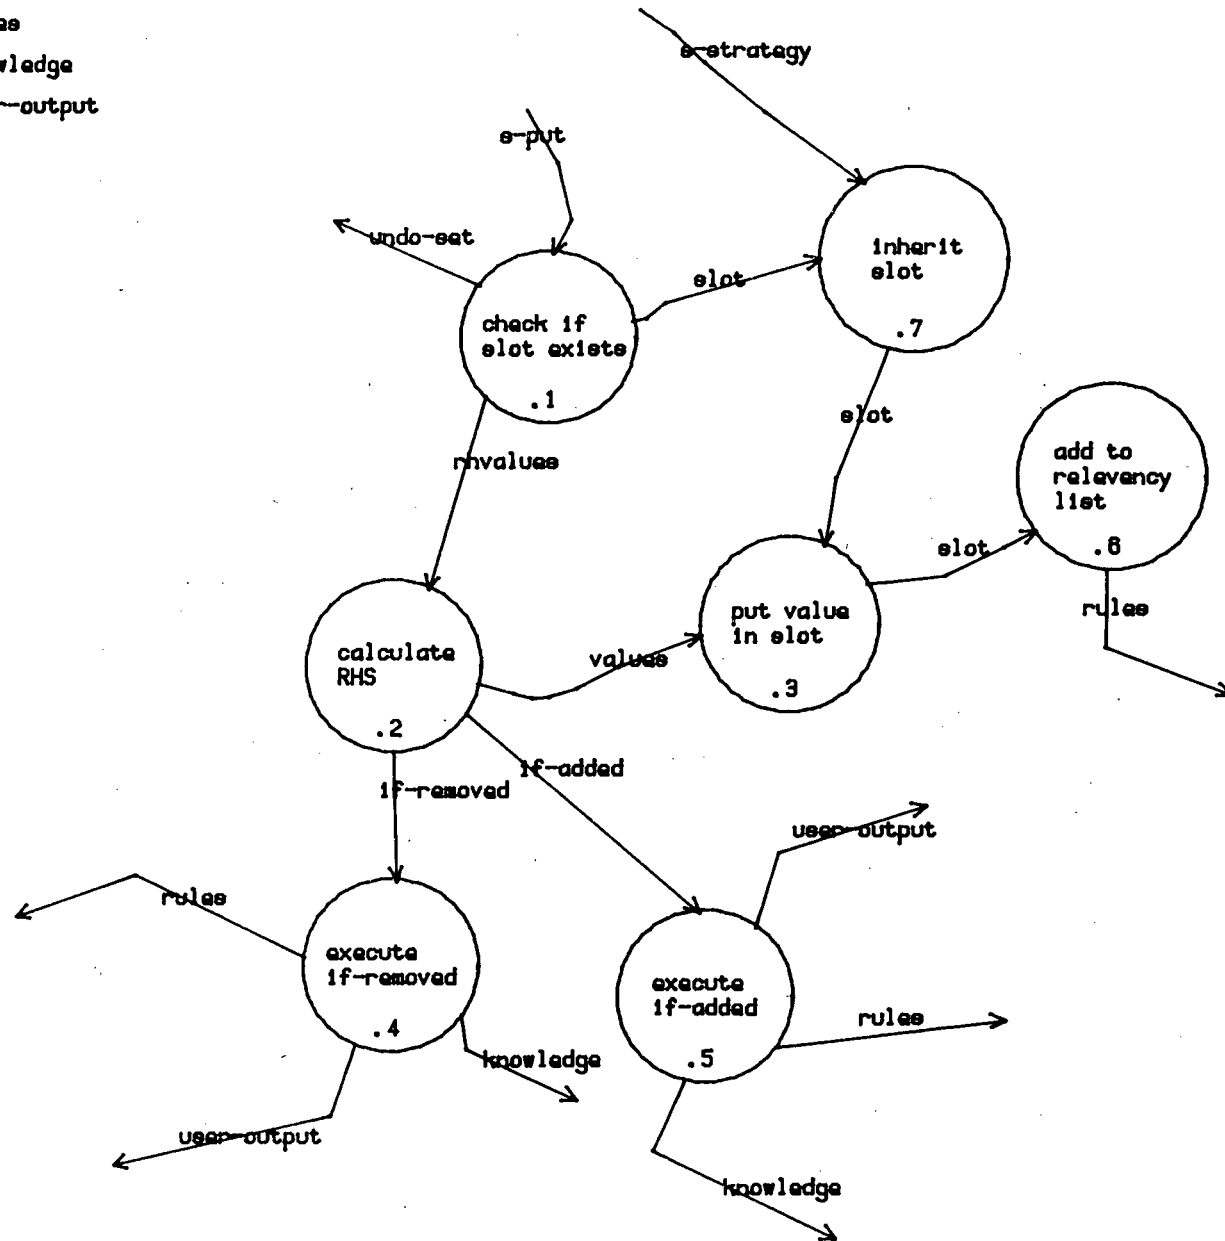 es
wledge
r-output
s-strategy
s-put
undo-set
slot
inherit
slot
.7
check if
slot exists
.1
slot
rhvalues
add to
relevency
list
.6
slot
rules
put value
in slot
.3
calculate
RHS
.2
values
if-added
if-removed
user-output
rules
execute
if-removed
.4
execute
if-added
.5
rules
knowledge
user-output
knowledge